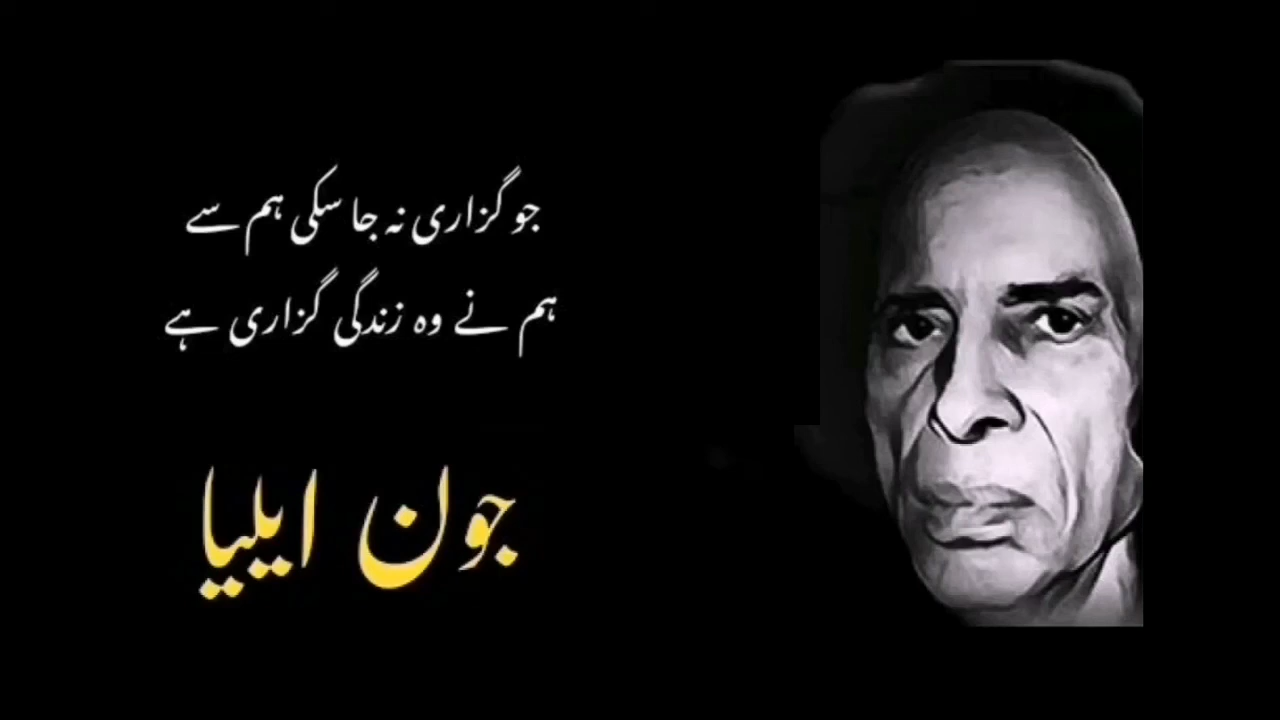 جو گزاری نہ جا سکی ہم سے
ہم نے وہ زندگی گزاری ہے
جون ایلیا